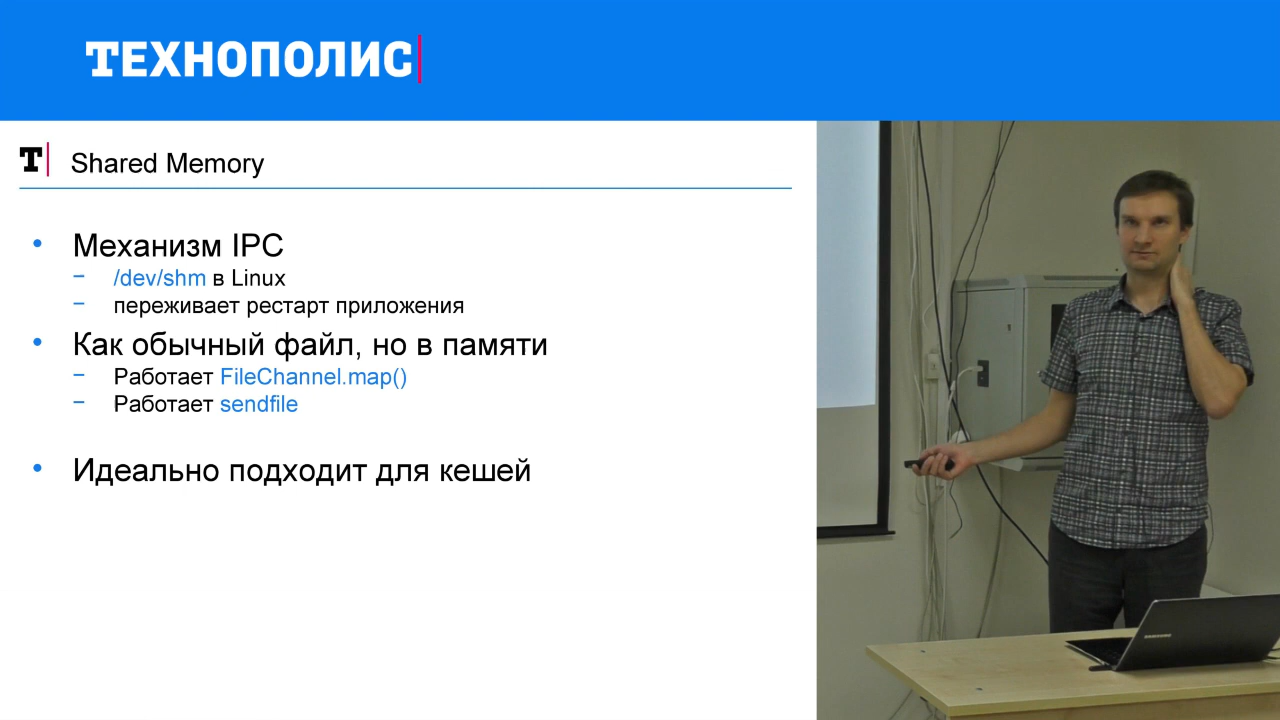 ТЕХНОПОЛИС
T Shared Memory
• Механизм IPC
– /dev/shm в Linux
– переживает рестарт приложения
• Как обычный файл, но в памяти
– Работает FileChannel.map()
– Работает sendfile
• Идеально подходит для кешей
SAMSUNG